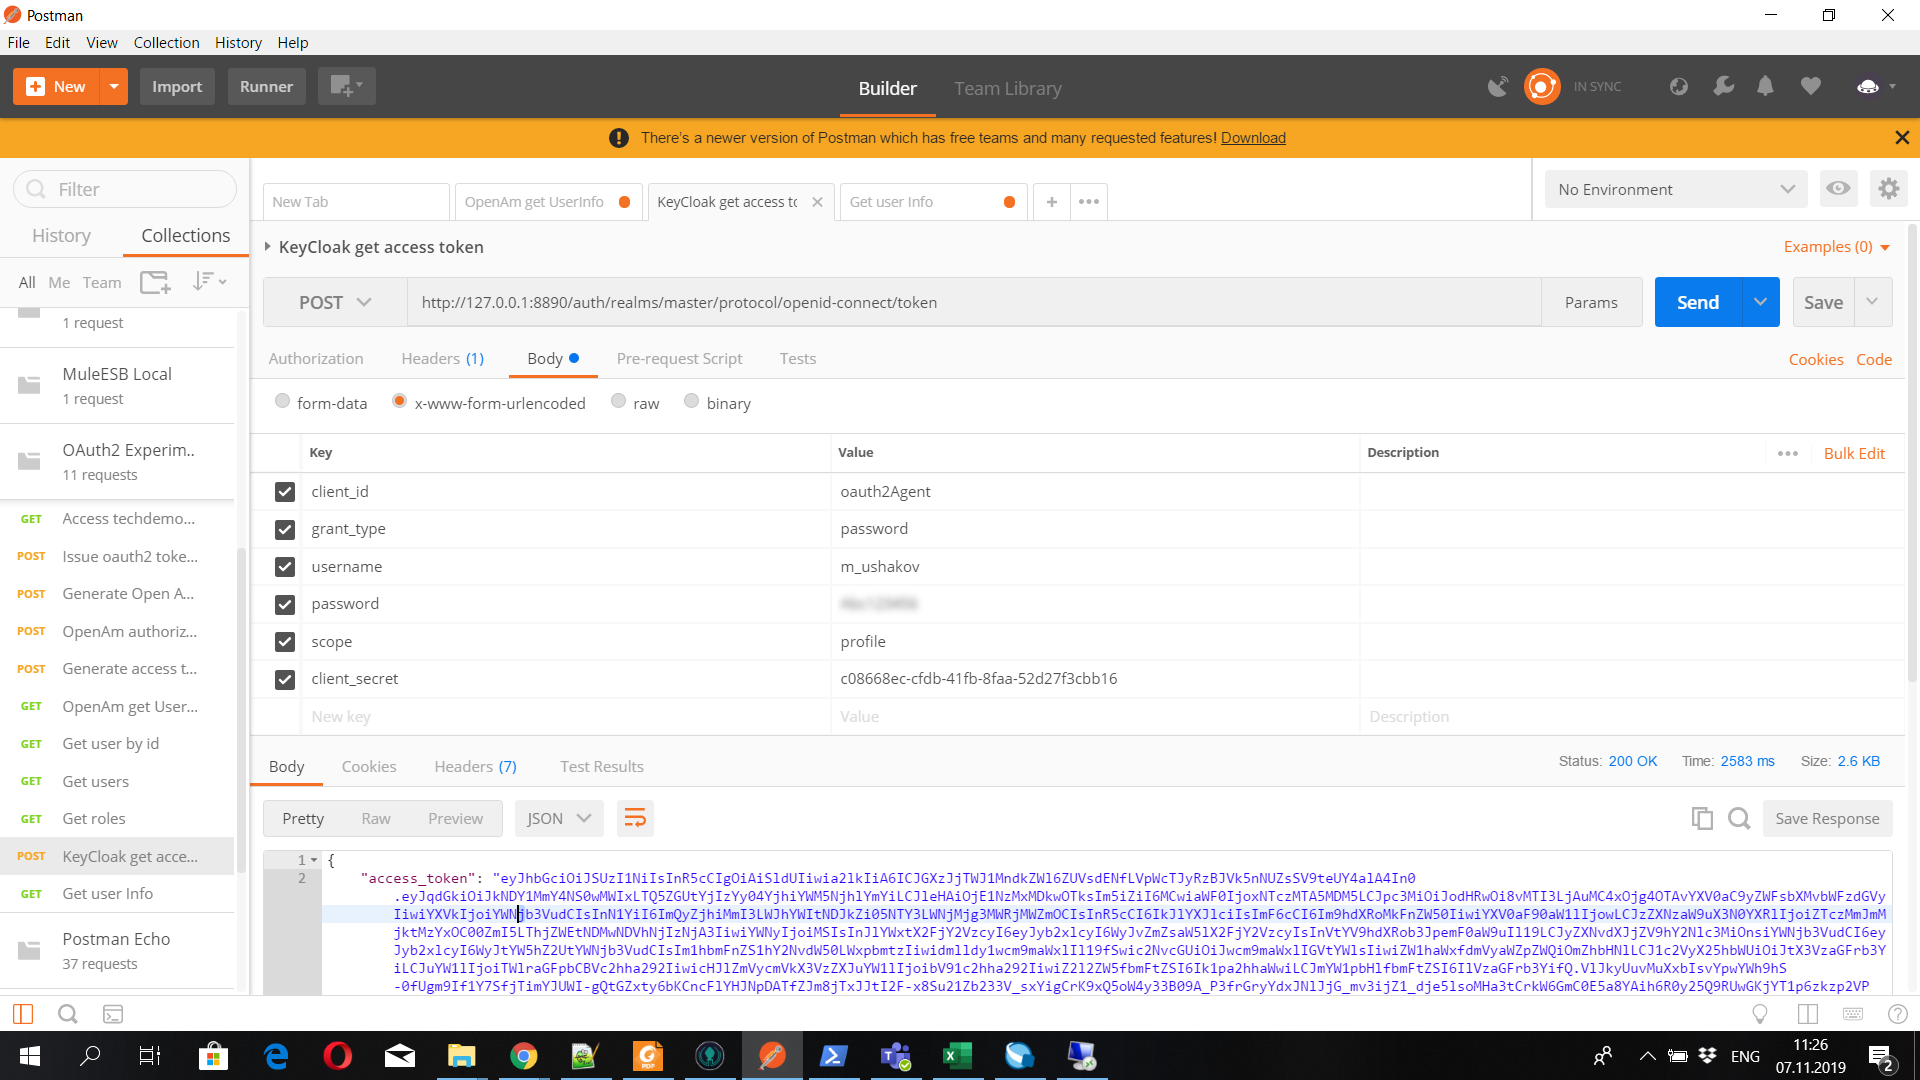 Postman
File Edit View Collection History Help
New Import Runner Builder Team Library IN SYNC
There's a newer version of Postman which has free teams and many requested features! Download
Filter
New Tab OpenAm get UserInfo KeyCloak get access to Get user Info + ••• No Environment
History Collections
KeyCloak get access token Examples (0)
All Me Team
POST http://127.0.0.1:8890/auth/realms/master/protocol/openid-connect/token Params Send Save
1 request
MuleESB Local
1 request
OAuth2 Experim..
11 requests
GET Access techdemo...
POST Issue oauth2 toke...
POST Generate Open A...
POST OpenAm authoriz...
POST Generate access t...
GET OpenAm get User...
GET Get user by id
GET Get users
GET Get roles
POST KeyCloak get acce...
GET Get user Info
Postman Echo
37 requests
Authorization Headers (1) Body Pre-request Script Tests Cookies Code
form-data x-www-form-urlencoded raw binary
Key Value Description ••• Bulk Edit
client_id oauth2Agent
grant_type password
username m_ushakov
password
scope profile
client_secret c08668ec-cfdb-41fb-8faa-52d27f3cbb16
New key Value Description
Body Cookies Headers (7) Test Results Status: 200 OK Time: 2583 ms Size: 2.6 KB
Pretty Raw Preview JSON Save Response
1 {
2 "access_token":
ENG
11:26
07.11.2019
2